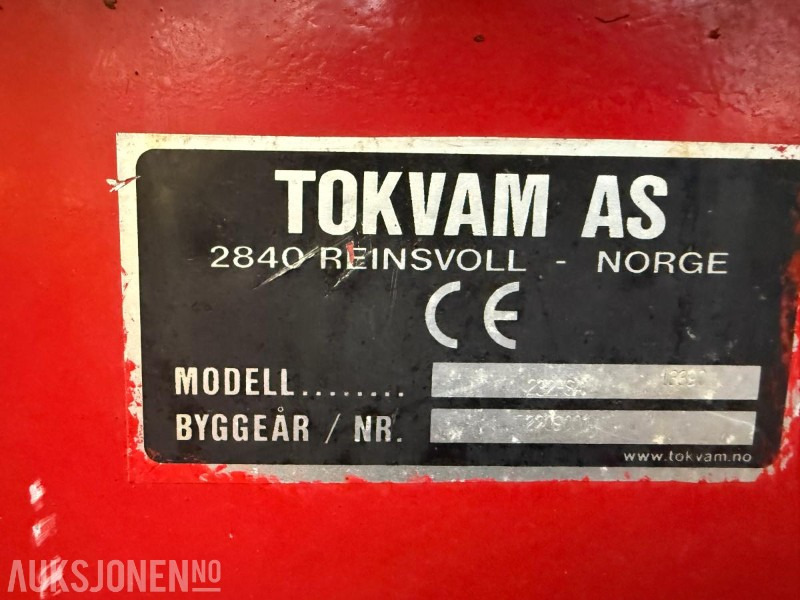 TOKVAM AS
2840 REINSVOLL - NORGE
CE
MODELL........
BYGGEÅR / NR.
www.tokvam.no
AUKSJONEN.NO